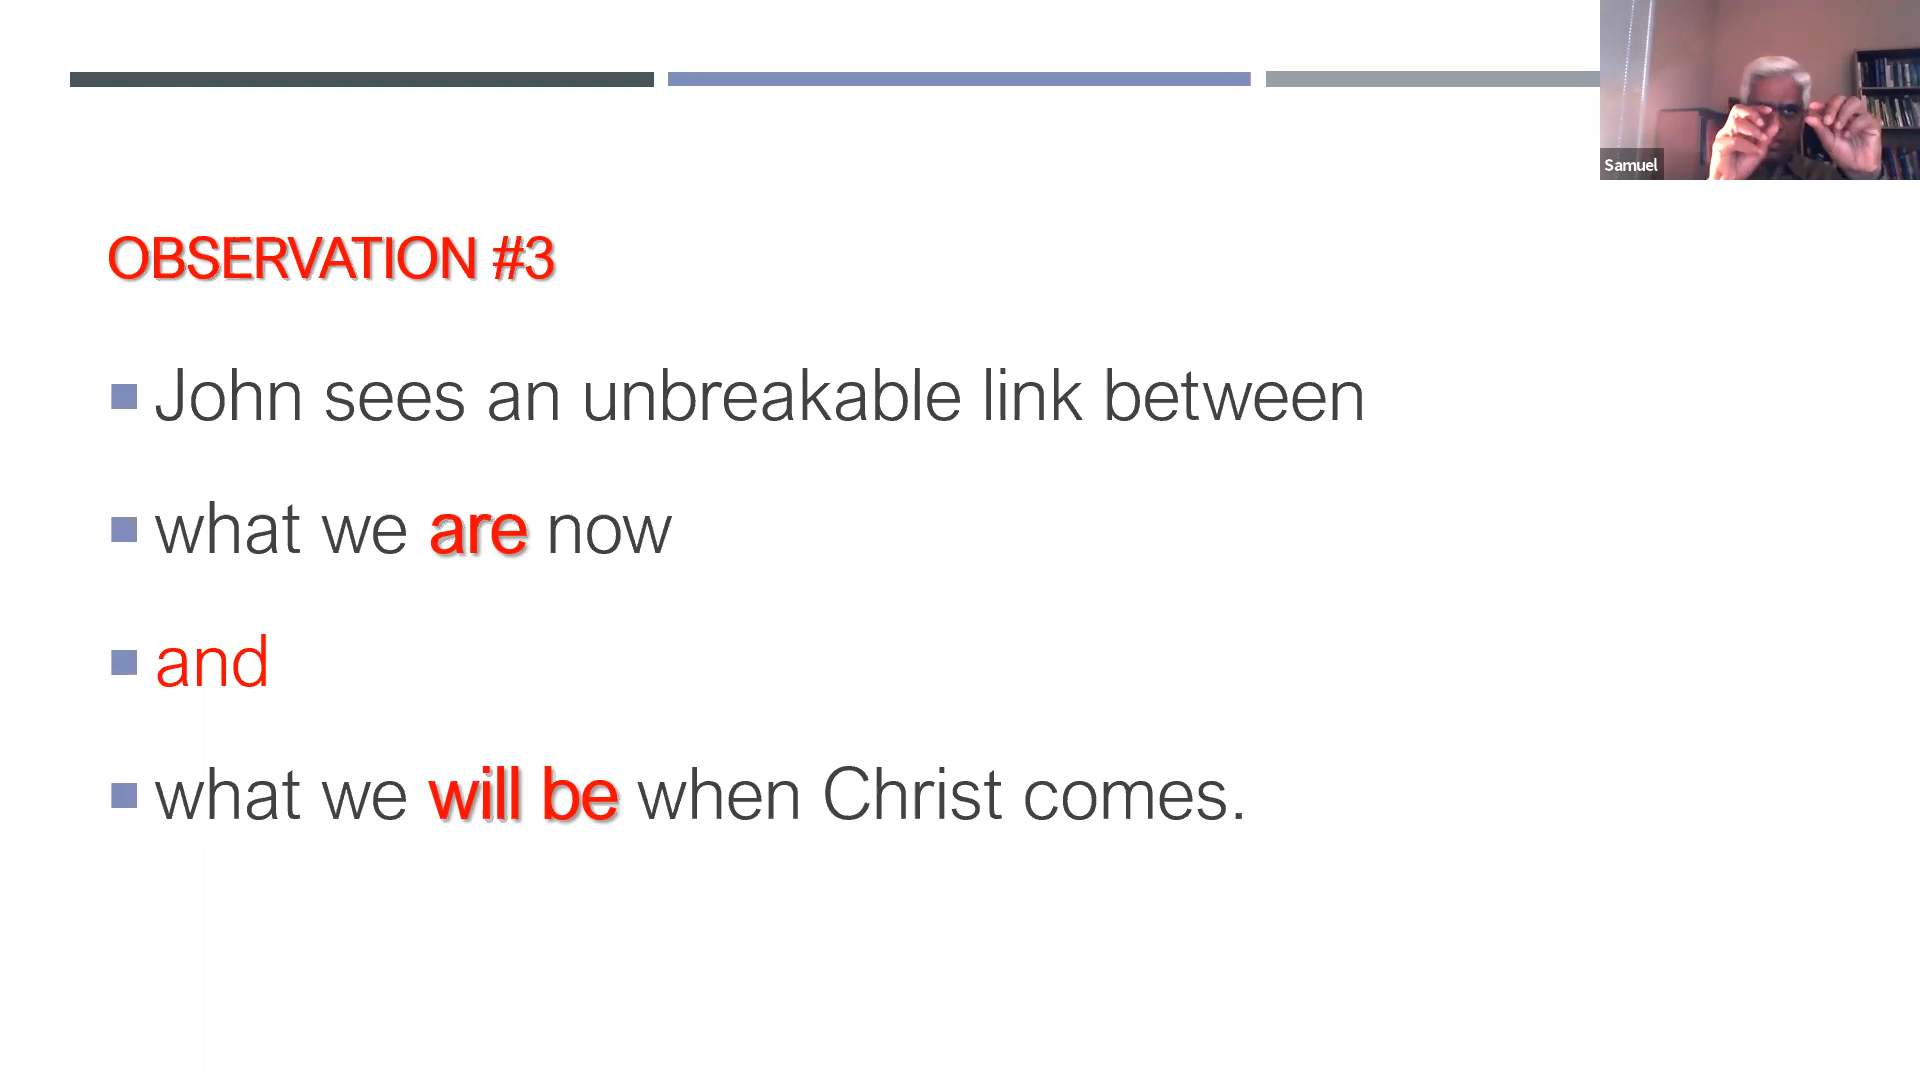 Samuel
OBSERVATION #3
John sees an unbreakable link between
what we are now
and
what we will be when Christ comes.